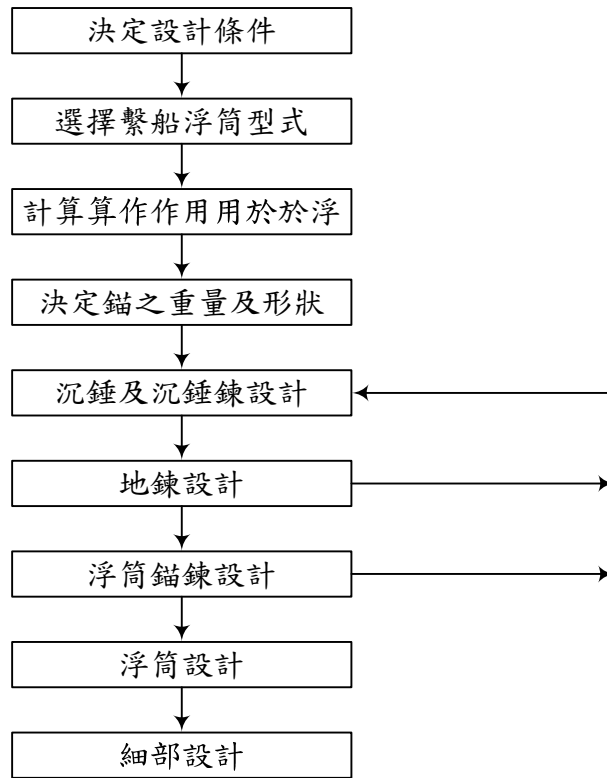 決定設計條件
選擇繫船浮筒型式
計算算作作用用於於浮
決定錨之重量及形狀
沉錘及沉錘鍊設計
地鍊設計
浮筒錨鍊設計
浮筒設計
細部設計